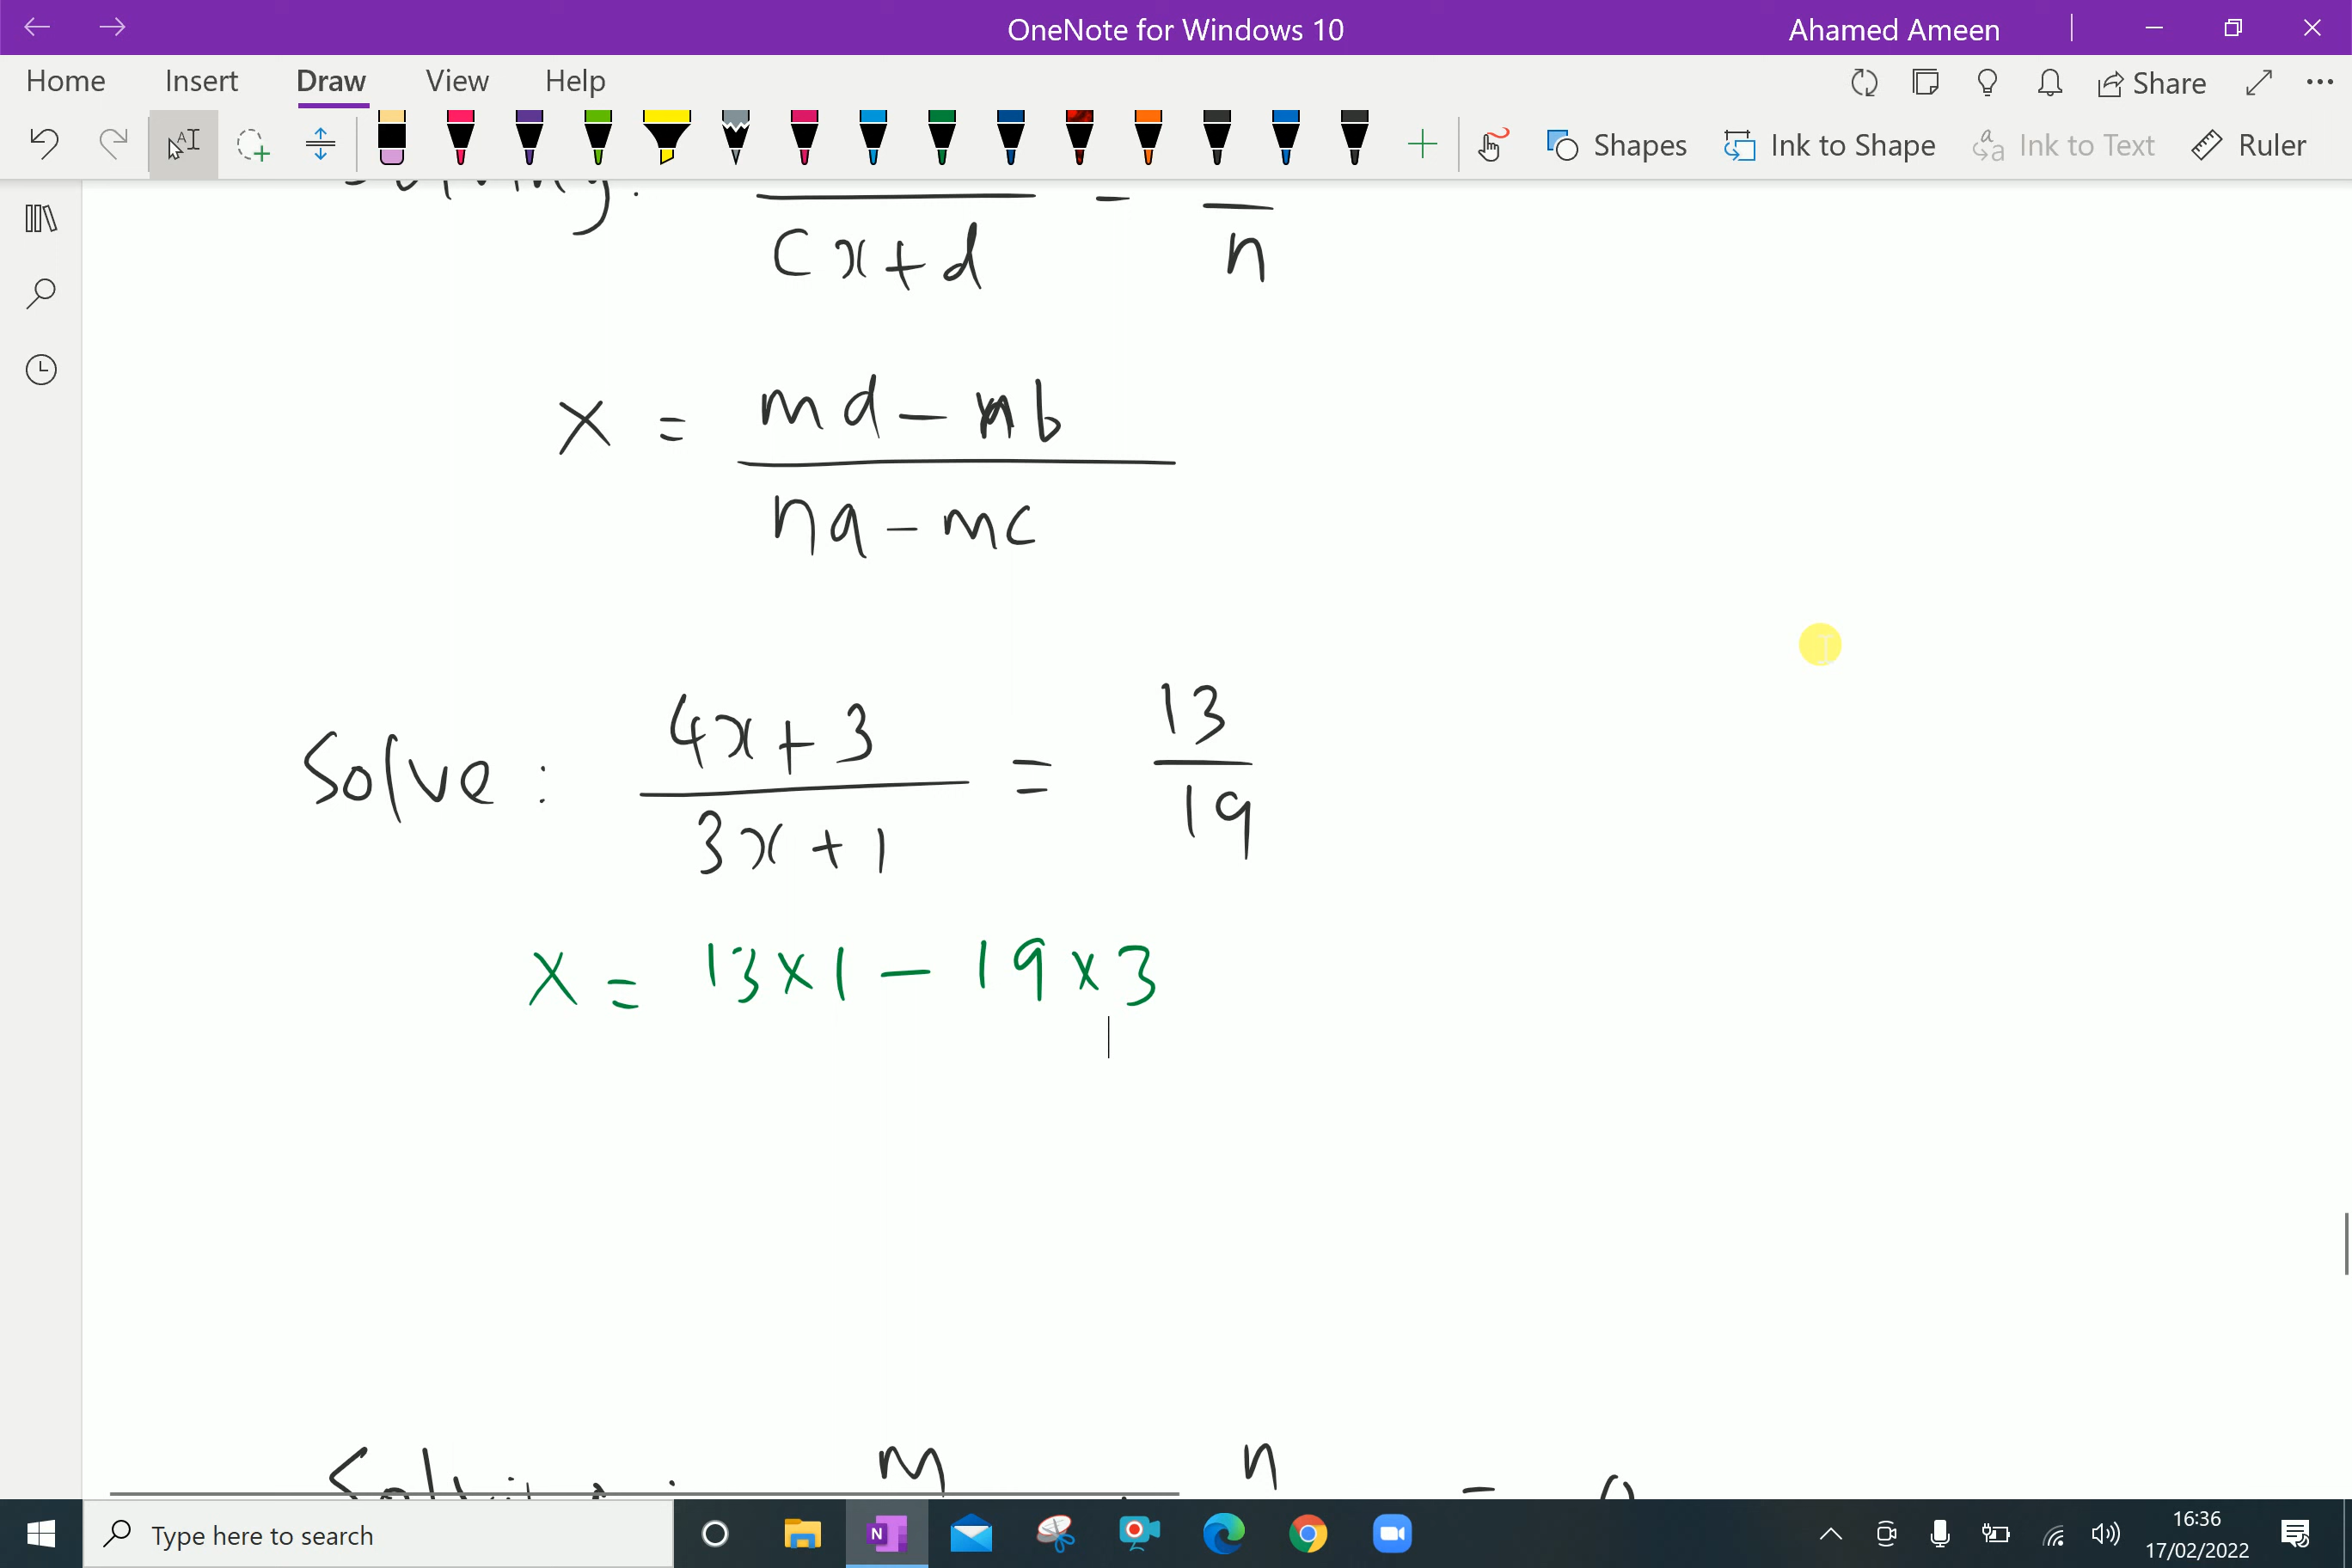 OneNote for Windows 10 Ahamed Ameen
Home Insert Draw View Help Share
Shapes Ink to Shape Ink to Text Ruler
cx+d n
x = md - nb
na - mc
Solve : 4x + 3 = 13
3x + 1 19
x = 13 x 1 - 19 x 3
m n
=
Type here to search
16:36
17/02/2022